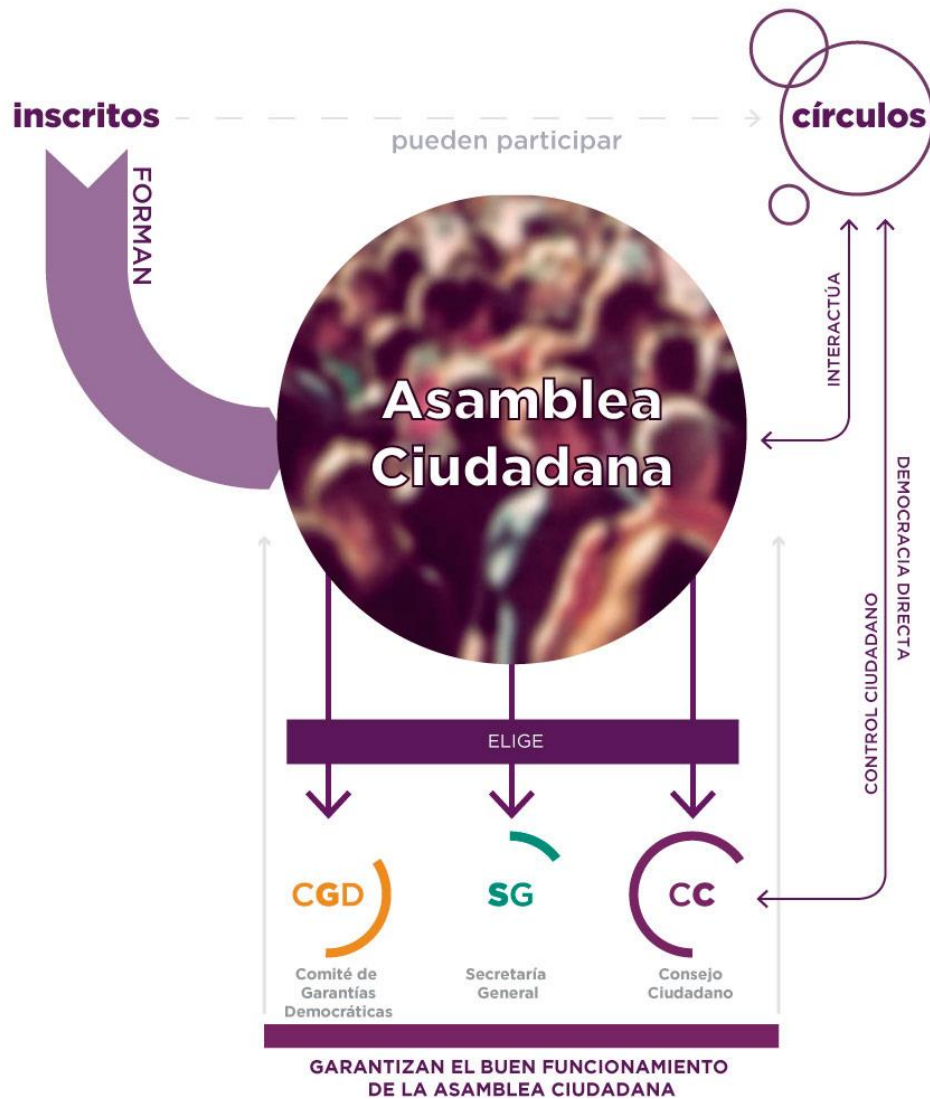 inscritos
pueden participar
círculos
FORMAN
Asamblea
Ciudadana
INTERACTÚA
DEMOCRACIA DIRECTA
CONTROL CIUDADANO
ELIGE
CGD
SG
CC
Comité de
Garantías
Democráticas
Secretaría
General
Consejo
Ciudadano
GARANTIZAN EL BUEN FUNCIONAMIENTO
DE LA ASAMBLEA CIUDADANA